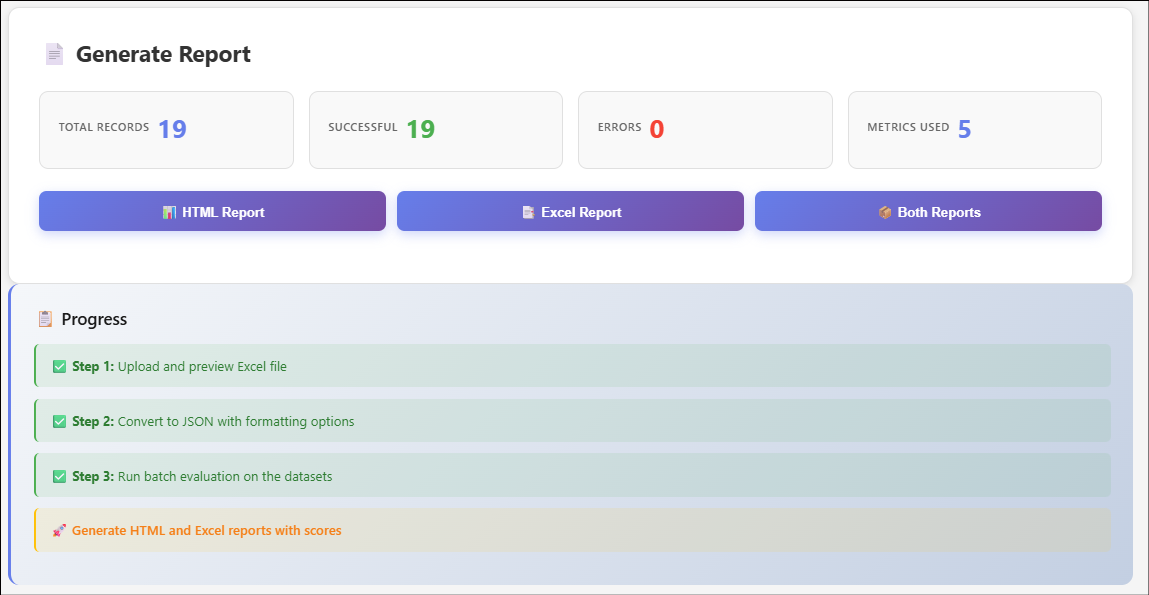 Generate Report
TOTAL RECORDS 19
SUCCESSFUL 19
ERRORS 0
METRICS USED 5
HTML Report
Excel Report
Both Reports
Progress
Step 1: Upload and preview Excel file
Step 2: Convert to JSON with formatting options
Step 3: Run batch evaluation on the datasets
Generate HTML and Excel reports with scores